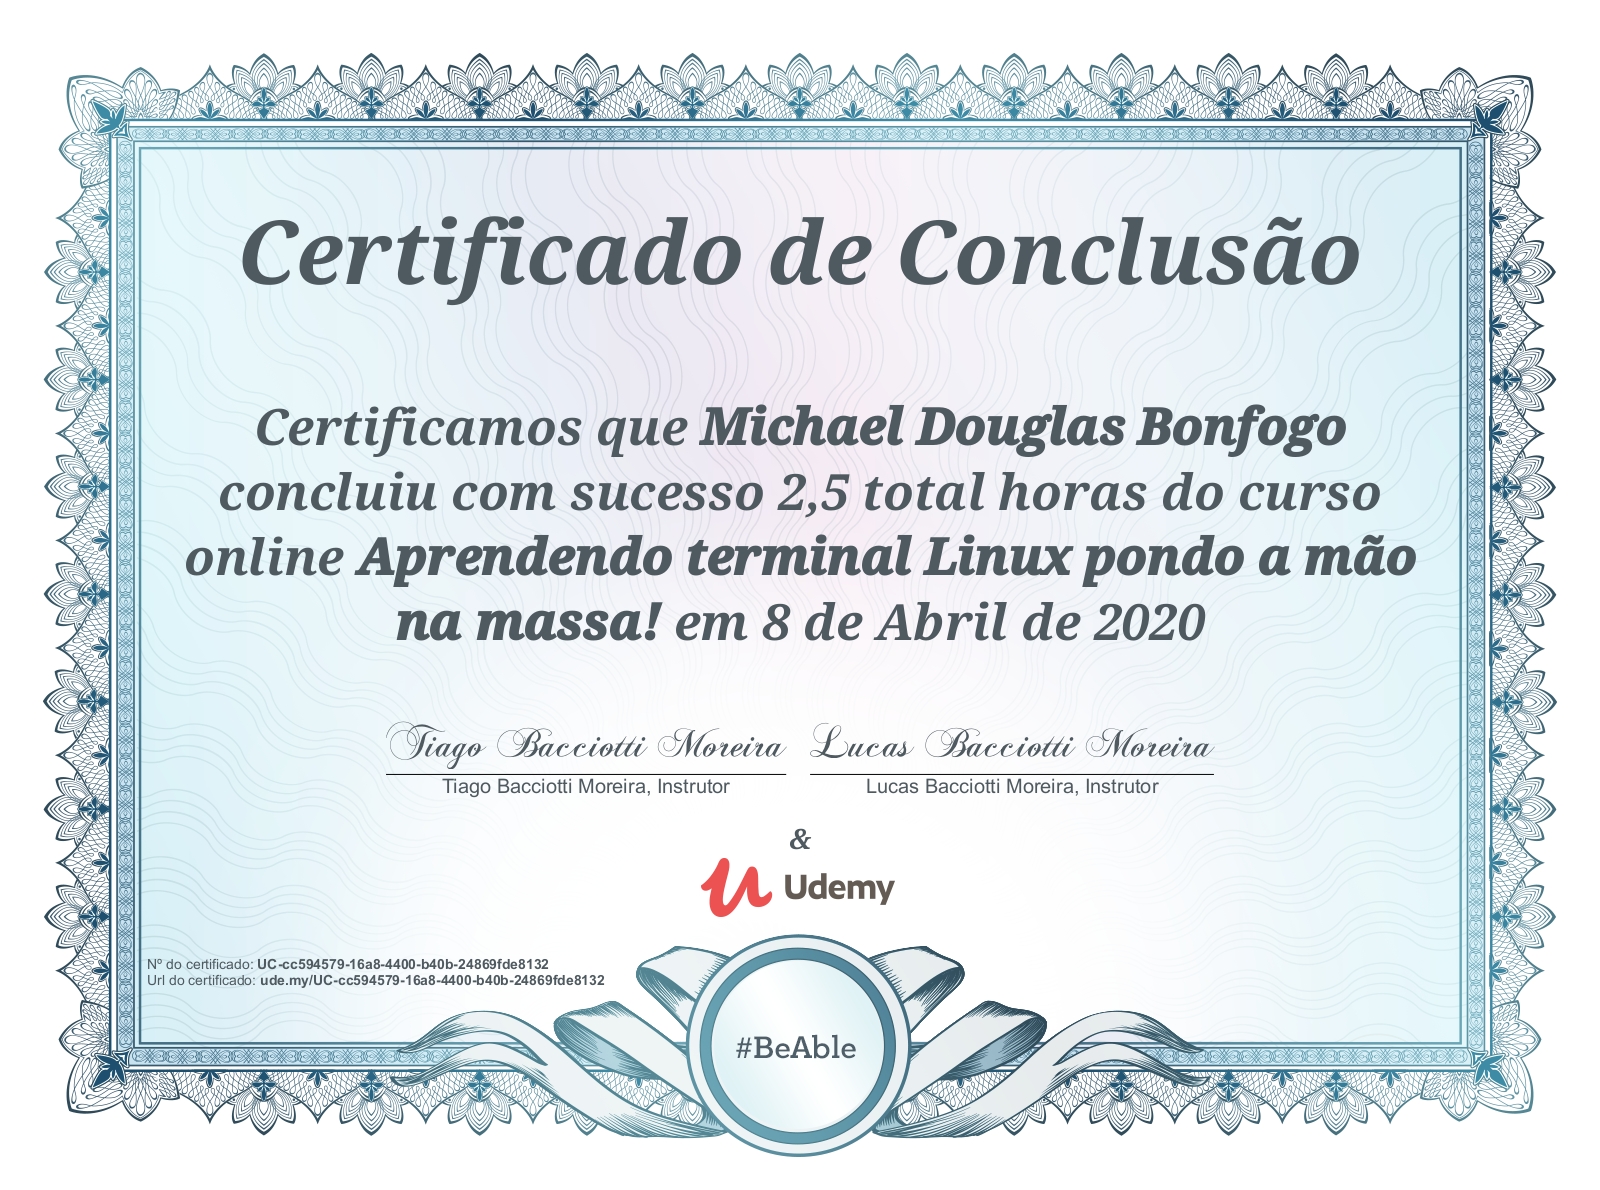 Certificado de Conclusão
Certificamos que Michael Douglas Bonfogo
concluiu com sucesso 2,5 total horas do curso
online Aprendendo terminal Linux pondo a mão
na massa! em 8 de Abril de 2020
Tiago Bacciotti Moreira Lucas Bacciotti Moreira
Tiago Bacciotti Moreira, Instrutor Lucas Bacciotti Moreira, Instrutor
&
Udemy
Nº do certificado: UC-cc594579-16a8-4400-b40b-24869fde8132
Url do certificado: ude.my/UC-cc594579-16a8-4400-b40b-24869fde8132
#BeAble